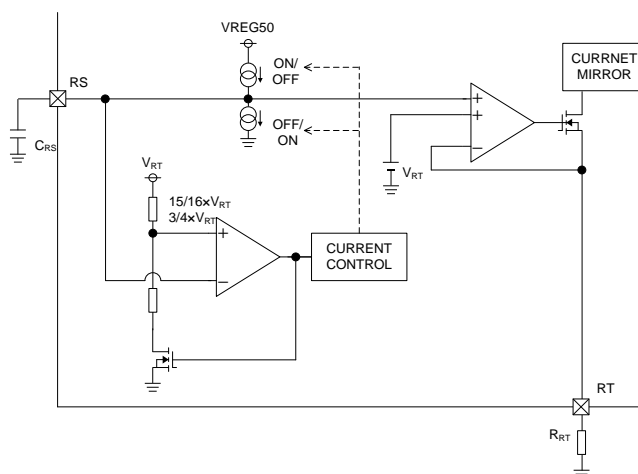 VREG50
ON/
OFF
CURRNET
MIRROR
RS
+
+
−
OFF/
ON
CRS
VRT
VRT
15/16×VRT
3/4×VRT
+
−
CURRENT
CONTROL
RT
RRT